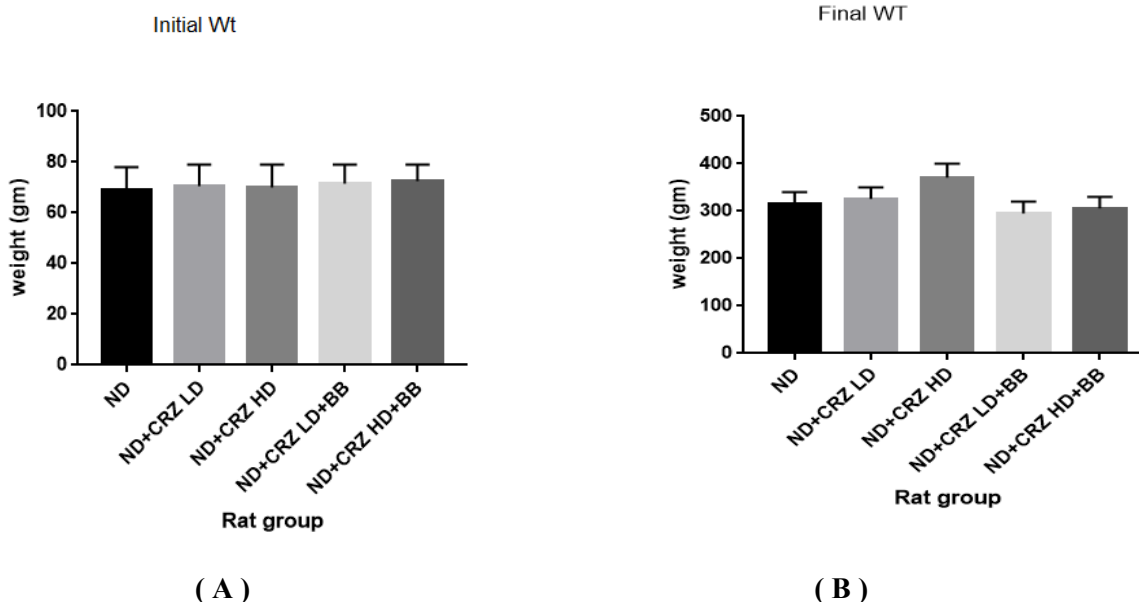 Initial Wt
100
80
60
40
20
0
weight (gm)
ND
ND+CRZ LD
ND+CRZ HD
ND+CRZ LD+BB
ND+CRZ HD+BB
Rat group
( A )
Final WT
500
400
300
200
100
0
weight (gm)
ND
ND+CRZ LD
ND+CRZ HD
ND+CRZ LD+BB
ND+CRZ HD+BB
Rat group
( B )